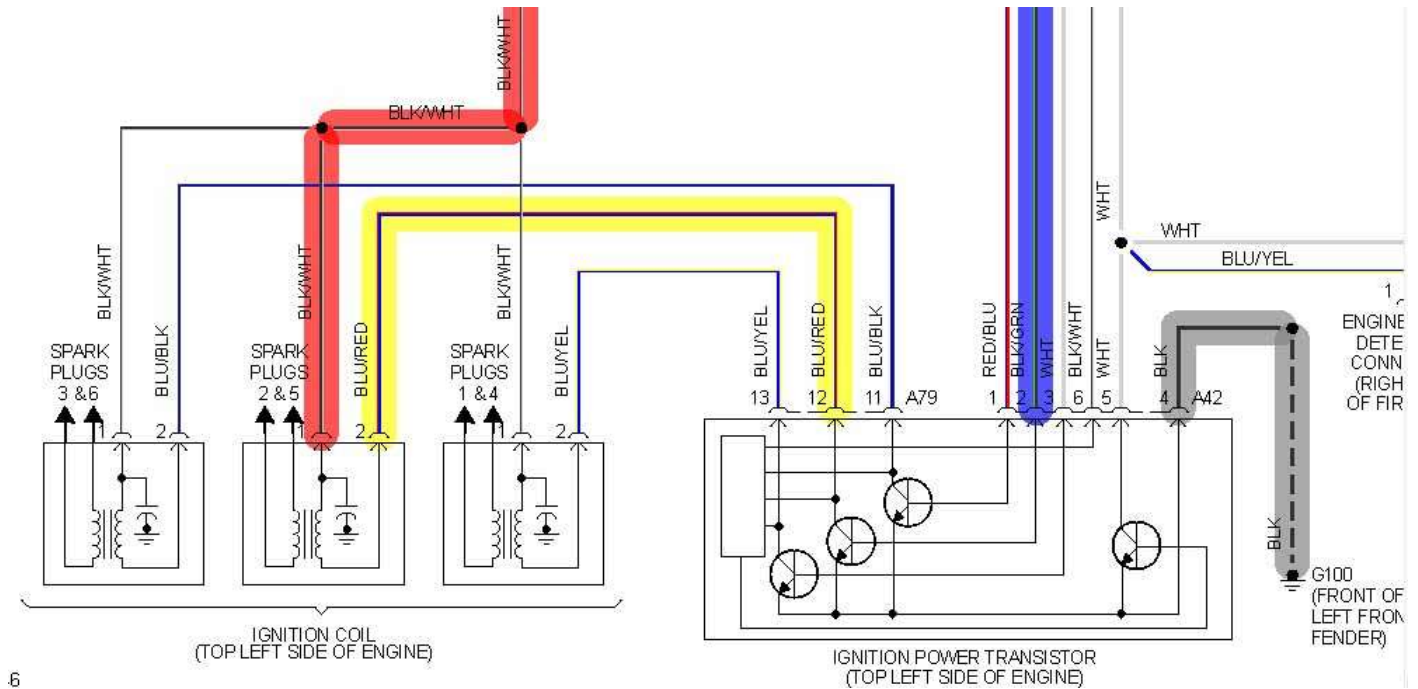 BLK/WHT
BLK/WHT
BLK/WHT
BLU/BLK
BLK/WHT
BLU/RED
BLK/WHT
BLU/YEL
SPARK
PLUGS
3 &6
SPARK
PLUGS
2 &5
SPARK
PLUGS
1 &4
1
2
1
2
1
2
IGNITION COIL
(TOP LEFT SIDE OF ENGINE)
BLU/YEL
BLU/RED
BLU/BLK
RED/BLU
BLK/GRN
WHT
BLK/WHT
WHT
BLK
13
12
11
A79
1
2
3
6
5
4
A42
WHT
WHT
BLU/YEL
1
ENGINE
DETE
CONN
(RIGH
OF FIR
BLK
G100
(FRONT OF
LEFT FRON
FENDER)
IGNITION POWER TRANSISTOR
(TOP LEFT SIDE OF ENGINE)
:6